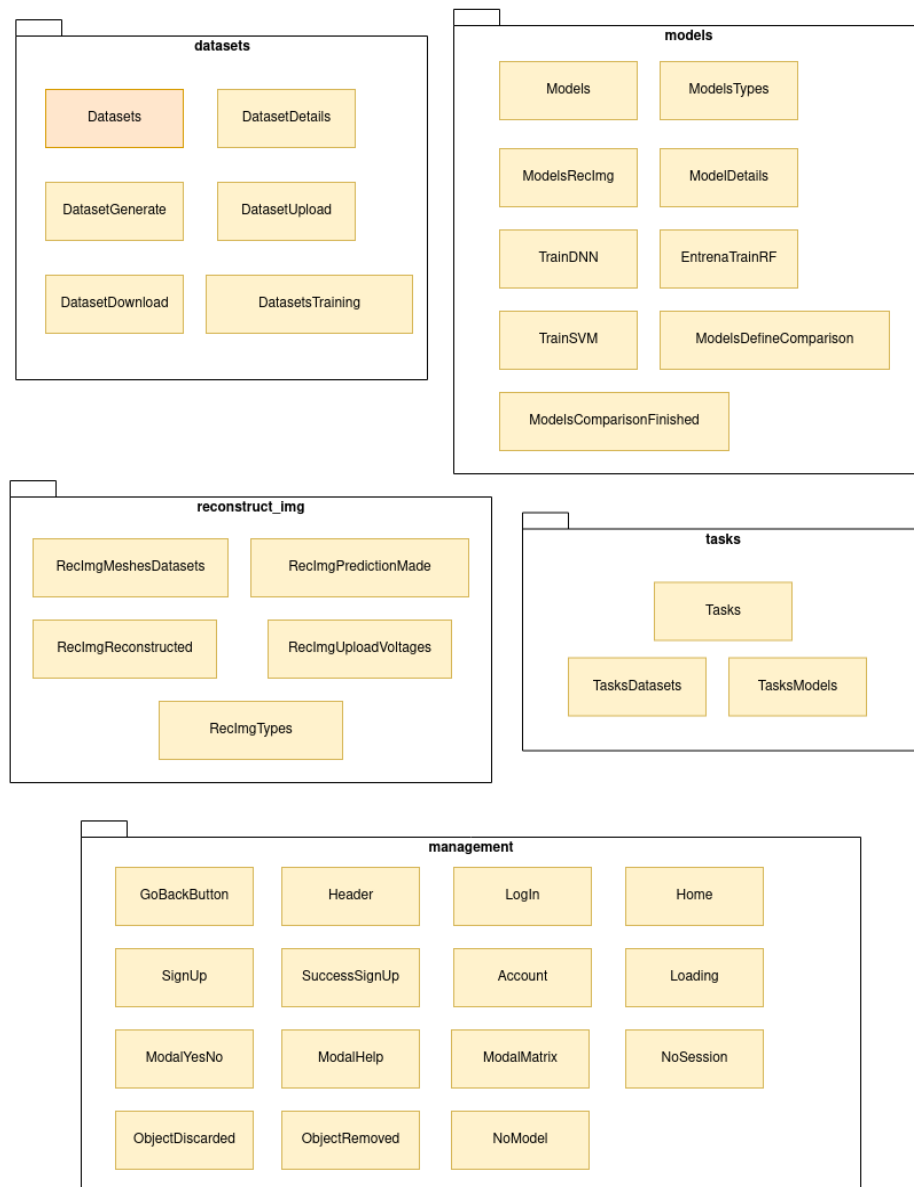 datasets
Datasets
DatasetDetails
DatasetGenerate
DatasetUpload
DatasetDownload
DatasetsTraining
models
Models
ModelsTypes
ModelsRecImg
ModelDetails
TrainDNN
EntrenaTrainRF
TrainSVM
ModelsDefineComparison
ModelsComparisonFinished
reconstruct_img
RecImgMeshesDatasets
RecImgPredictionMade
RecImgReconstructed
RecImgUploadVoltages
RecImgTypes
tasks
Tasks
TasksDatasets
TasksModels
management
GoBackButton
Header
LogIn
Home
SignUp
SuccessSignUp
Account
Loading
ModalYesNo
ModalHelp
ModalMatrix
NoSession
ObjectDiscarded
ObjectRemoved
NoModel